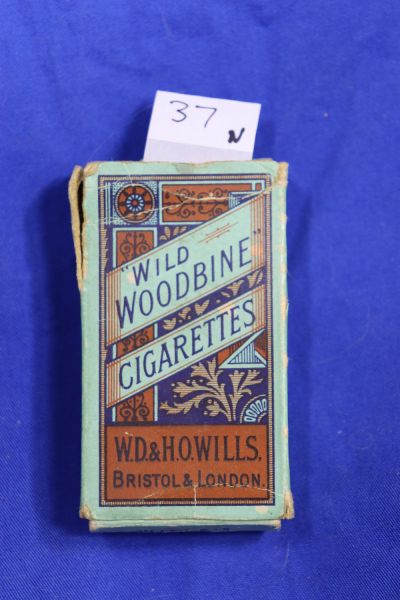 37
N
"WILD
WOODBINE"
CIGARETTES
W.D.&H.O.WILLS,
BRISTOL & LONDON.